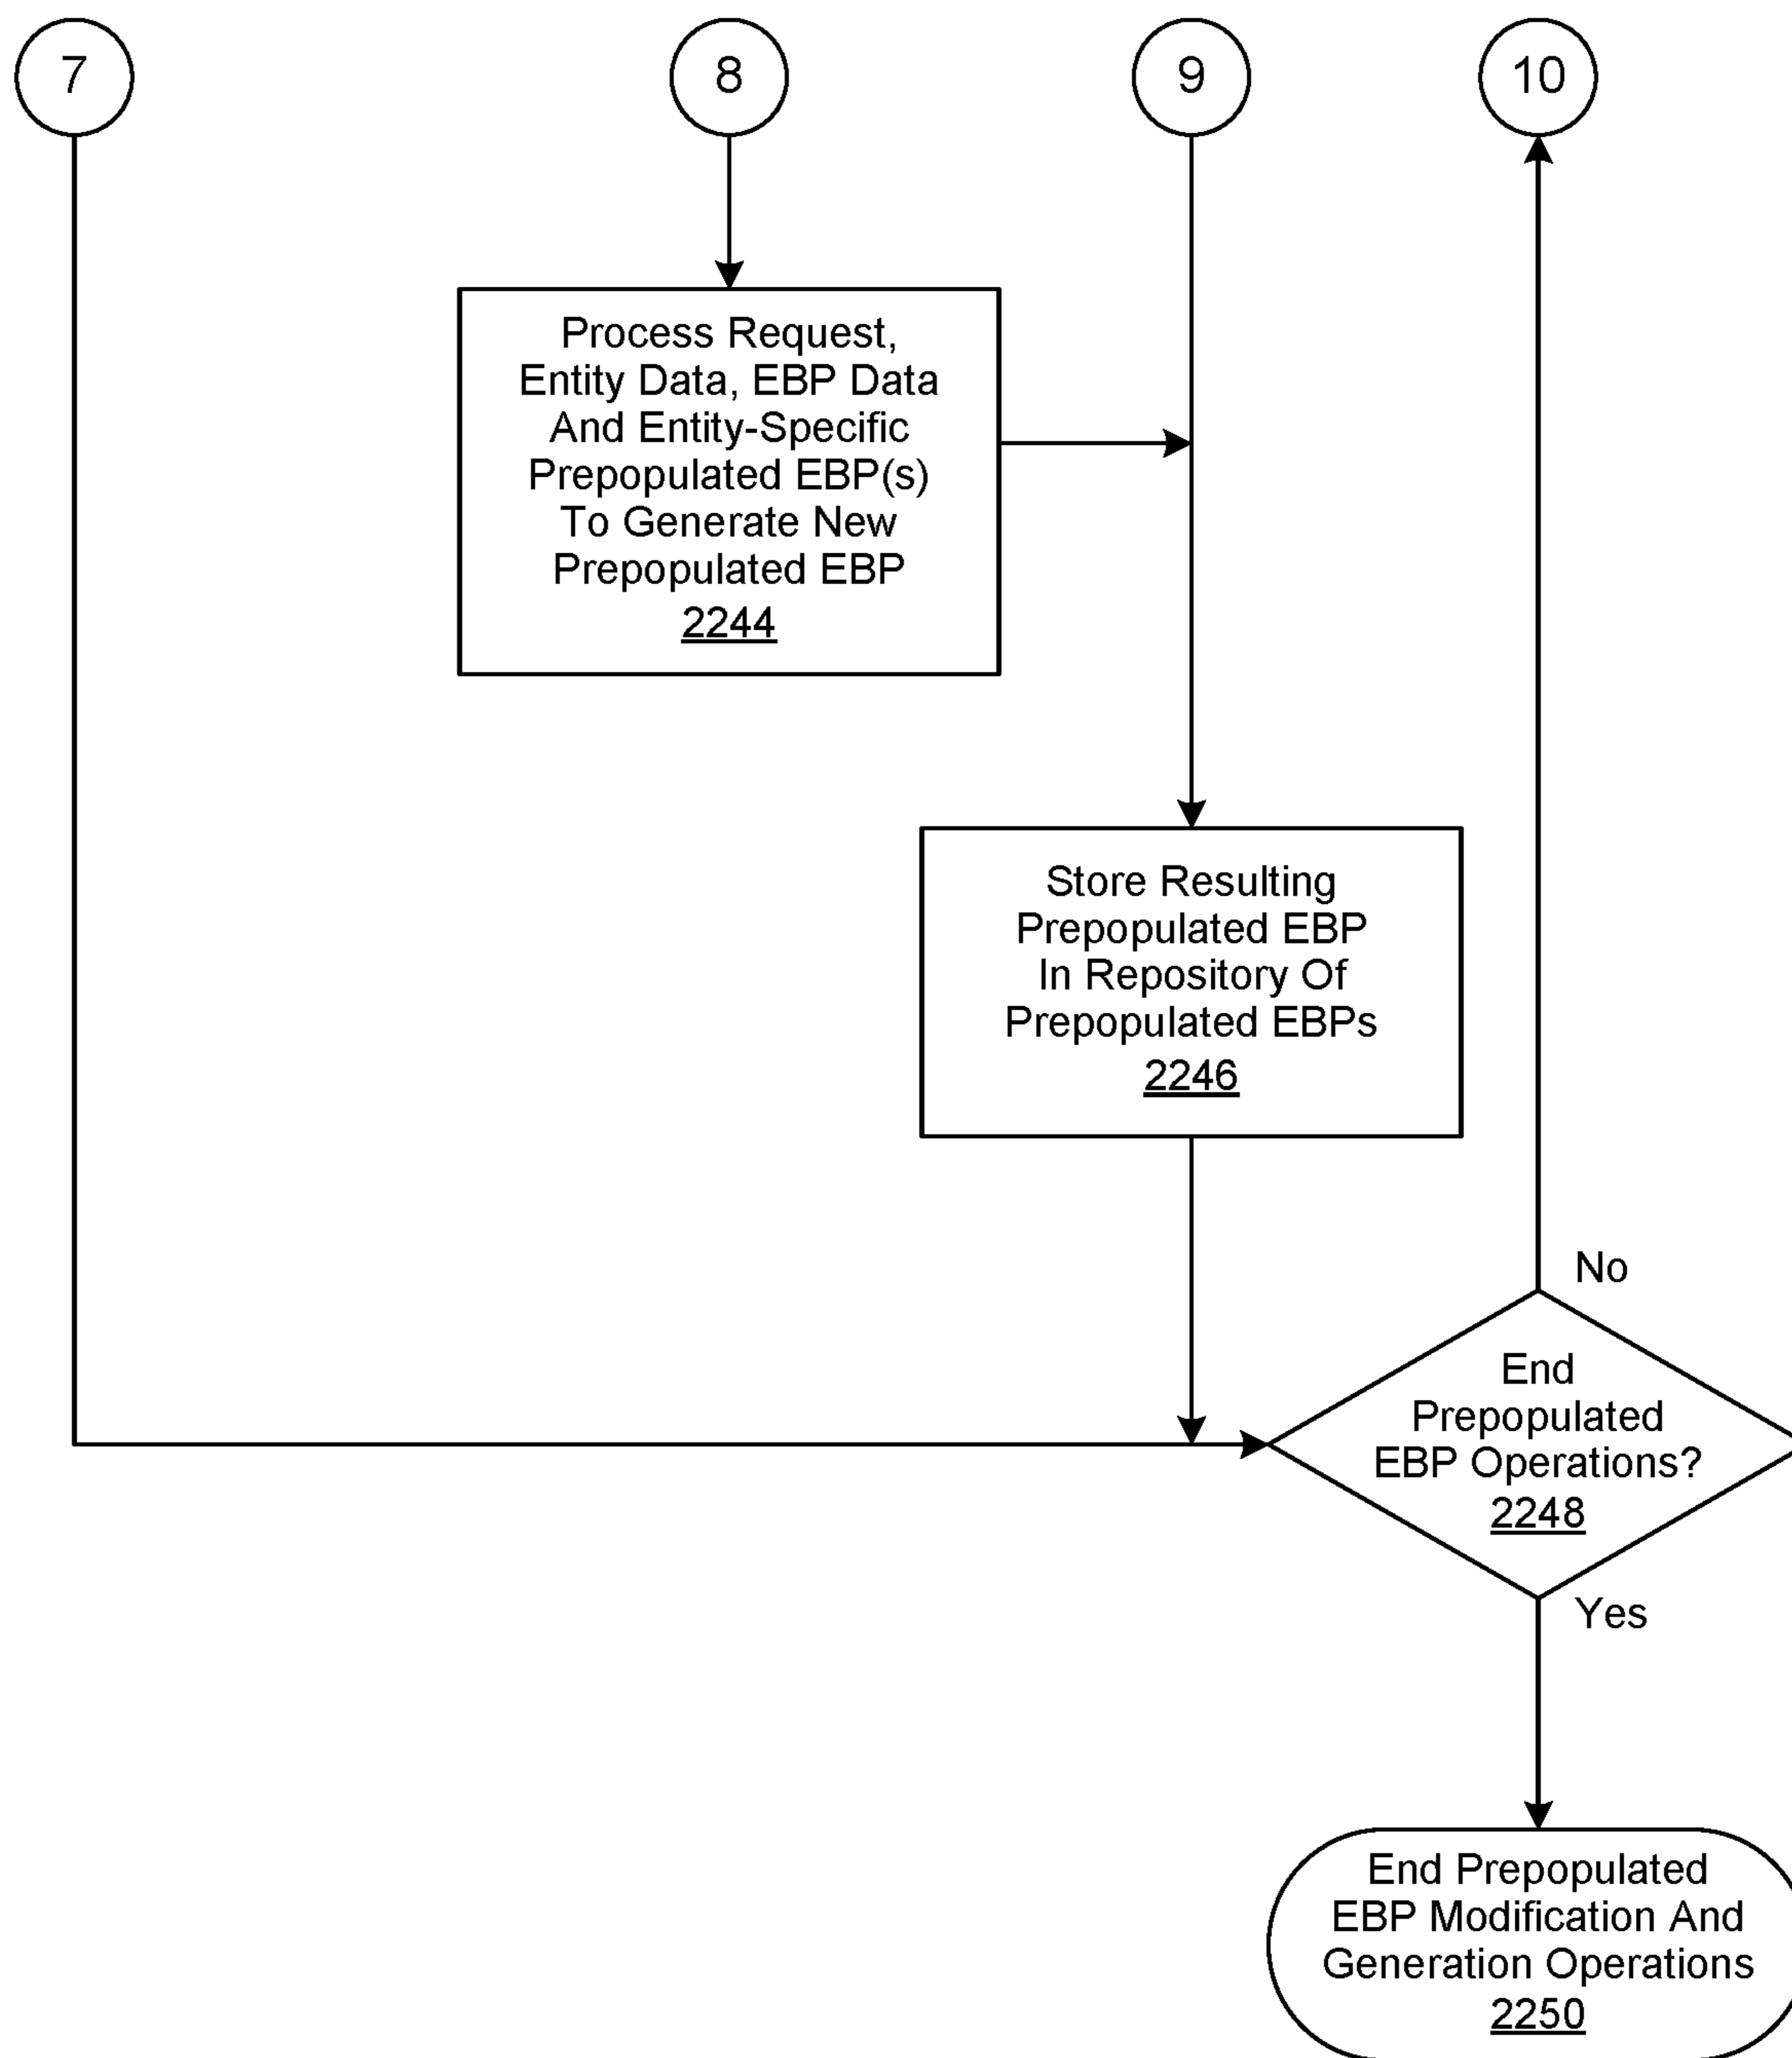 7
8
9
10
Process Request,
Entity Data, EBP Data
And Entity-Specific
Prepopulated EBP(s)
To Generate New
Prepopulated EBP
2244
Store Resulting
Prepopulated EBP
In Repository Of
Prepopulated EBPs
2246
No
End
Prepopulated
EBP Operations?
2248
Yes
End Prepopulated
EBP Modification And
Generation Operations
2250